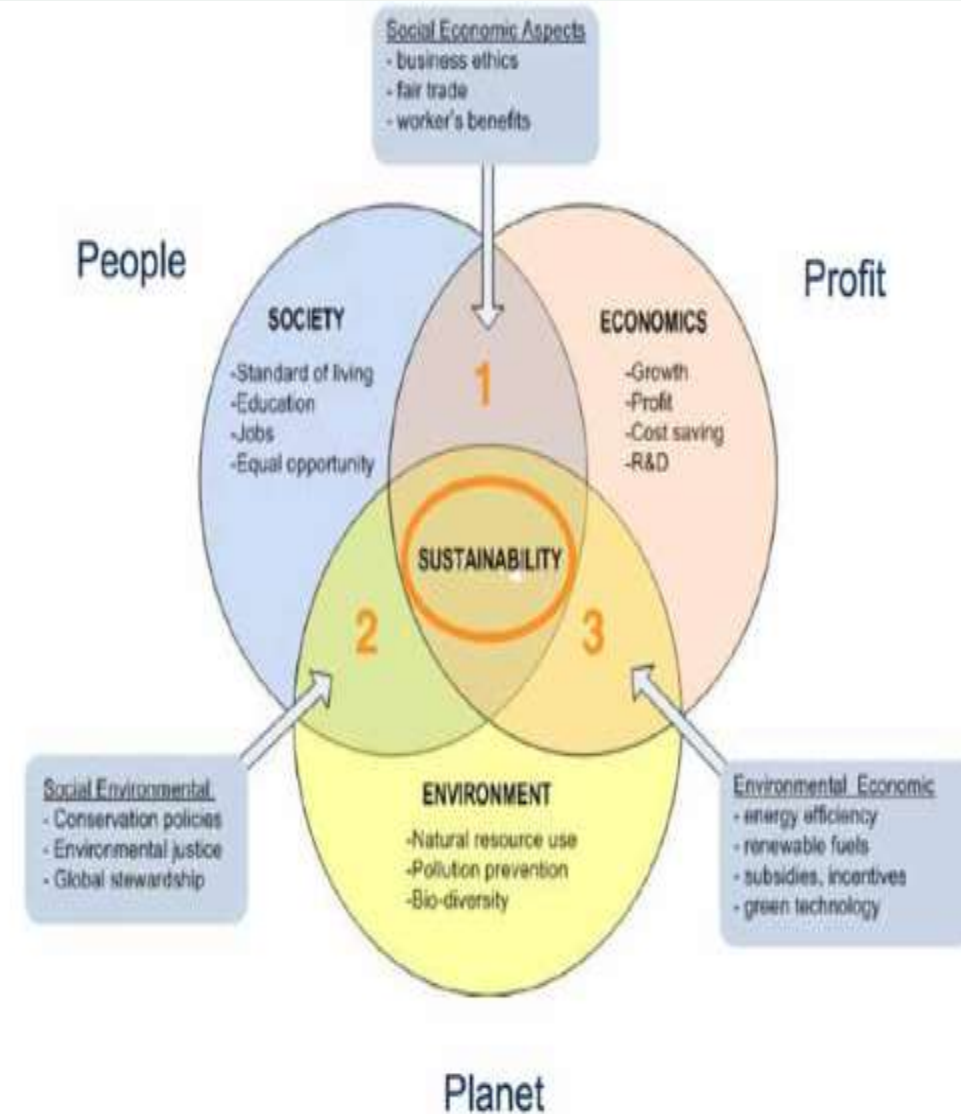 Social Economic Aspects
- business ethics
- fair trade
- worker's benefits
People
Profit
SOCIETY
-Standard of living
-Education
-Jobs
-Equal opportunity
ECONOMICS
-Growth
-Profit
-Cost saving
-R&D
1
SUSTAINABILITY
2
3
Social Environmental
- Conservation policies
- Environmental justice
- Global stewardship
ENVIRONMENT
-Natural resource use
-Pollution prevention
-Bio-diversity
Environmental Economic
- energy efficiency
- renewable fuels
- subsidies, incentives
- green technology
Planet